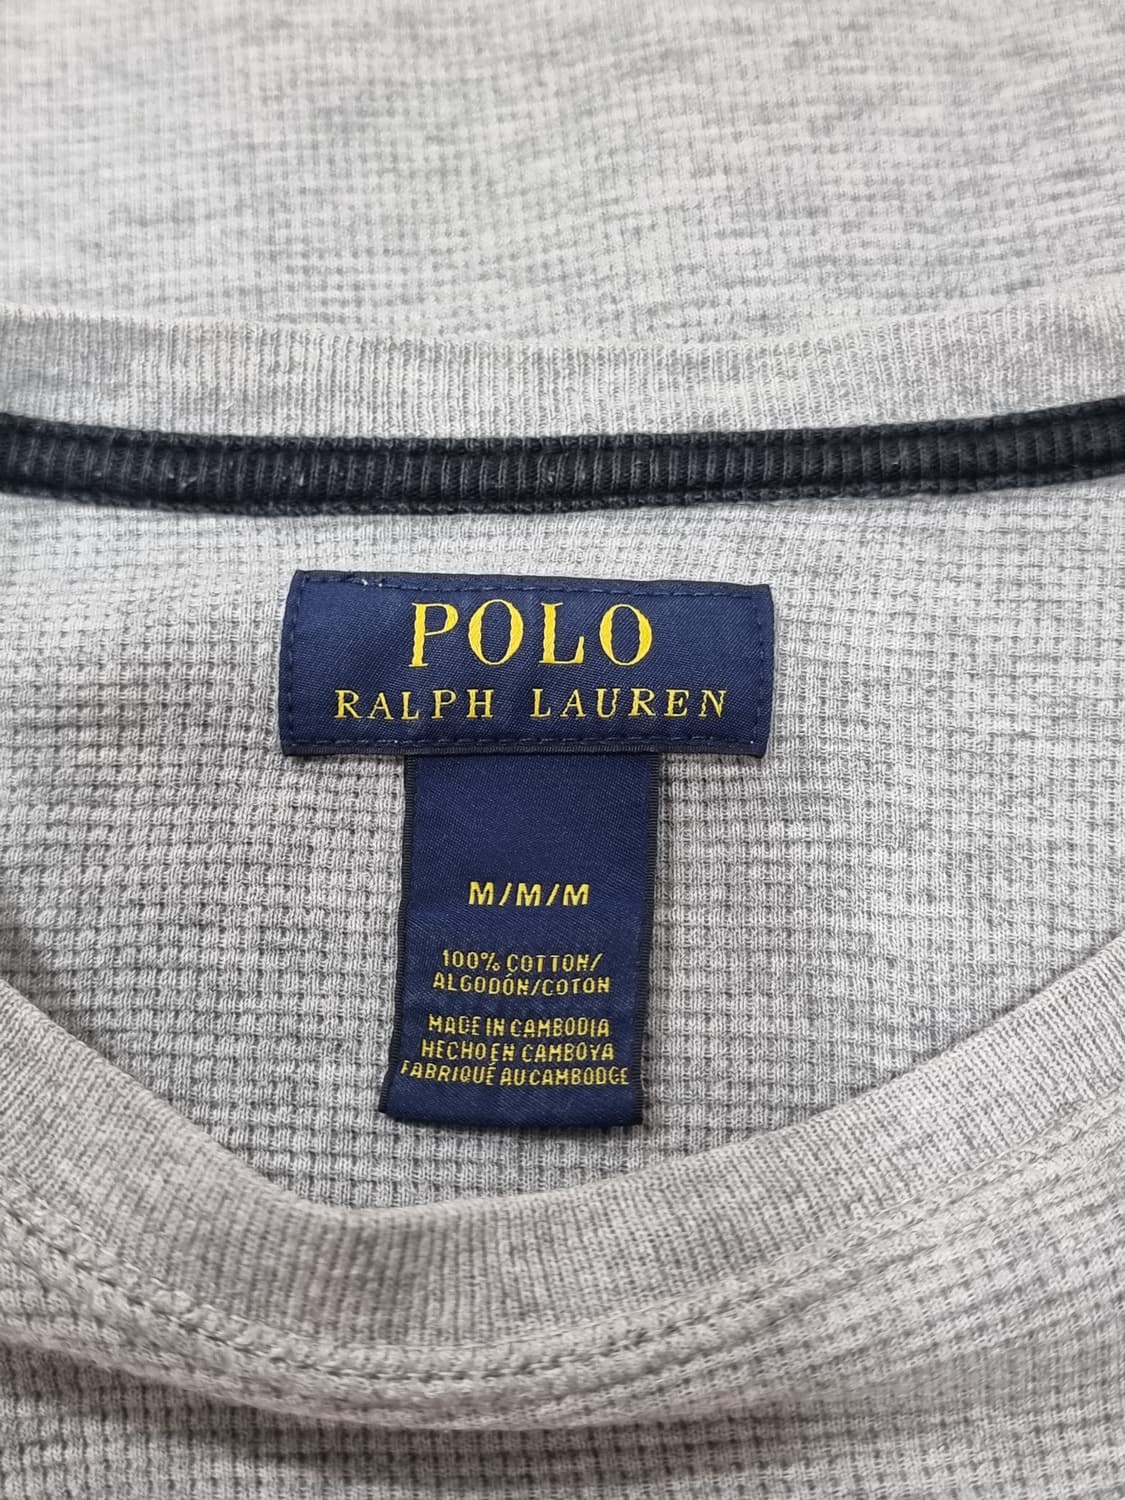 POLO
RALPH LAUREN
M/M/M
100% COTTON/
ALGODÓN/COTON
MADE IN CAMBODIA
HECHO EN CAMBOYA
FABRIQUÉ AU CAMBODGE